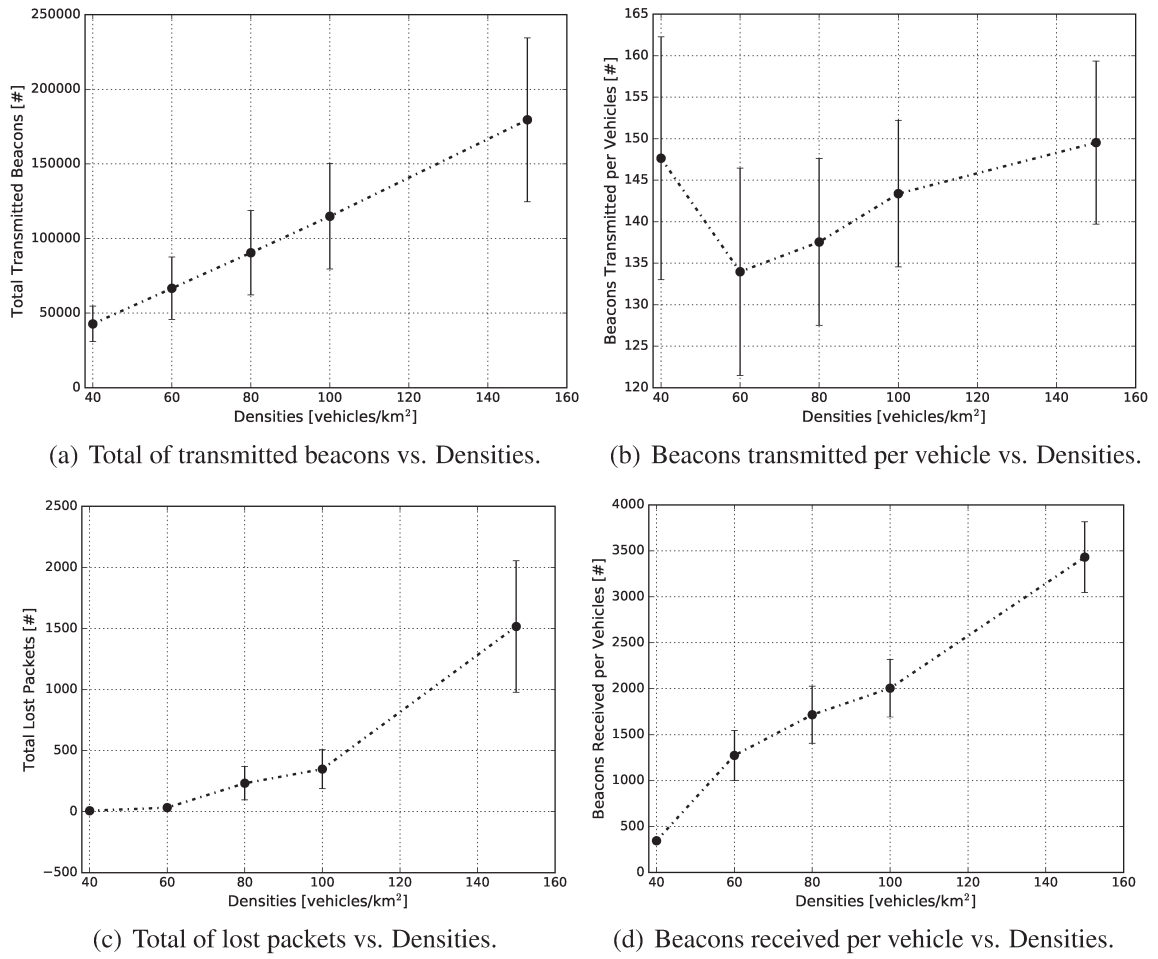 250000
200000
150000
100000
50000
0
Total Transmitted Beacons [#]
40 60 80 100 120 140 160
Densities [vehicles/km²]
(a) Total of transmitted beacons vs. Densities.
165
160
155
150
145
140
135
130
125
120
Beacons Transmitted per Vehicles [#]
40 60 80 100 120 140 160
Densities [vehicles/km²]
(b) Beacons transmitted per vehicle vs. Densities.
2500
2000
1500
1000
500
0
−500
Total Lost Packets [#]
40 60 80 100 120 140 160
Densities [vehicles/km²]
(c) Total of lost packets vs. Densities.
4000
3500
3000
2500
2000
1500
1000
500
0
Beacons Received per Vehicles [#]
40 60 80 100 120 140 160
Densities [vehicles/km²]
(d) Beacons received per vehicle vs. Densities.